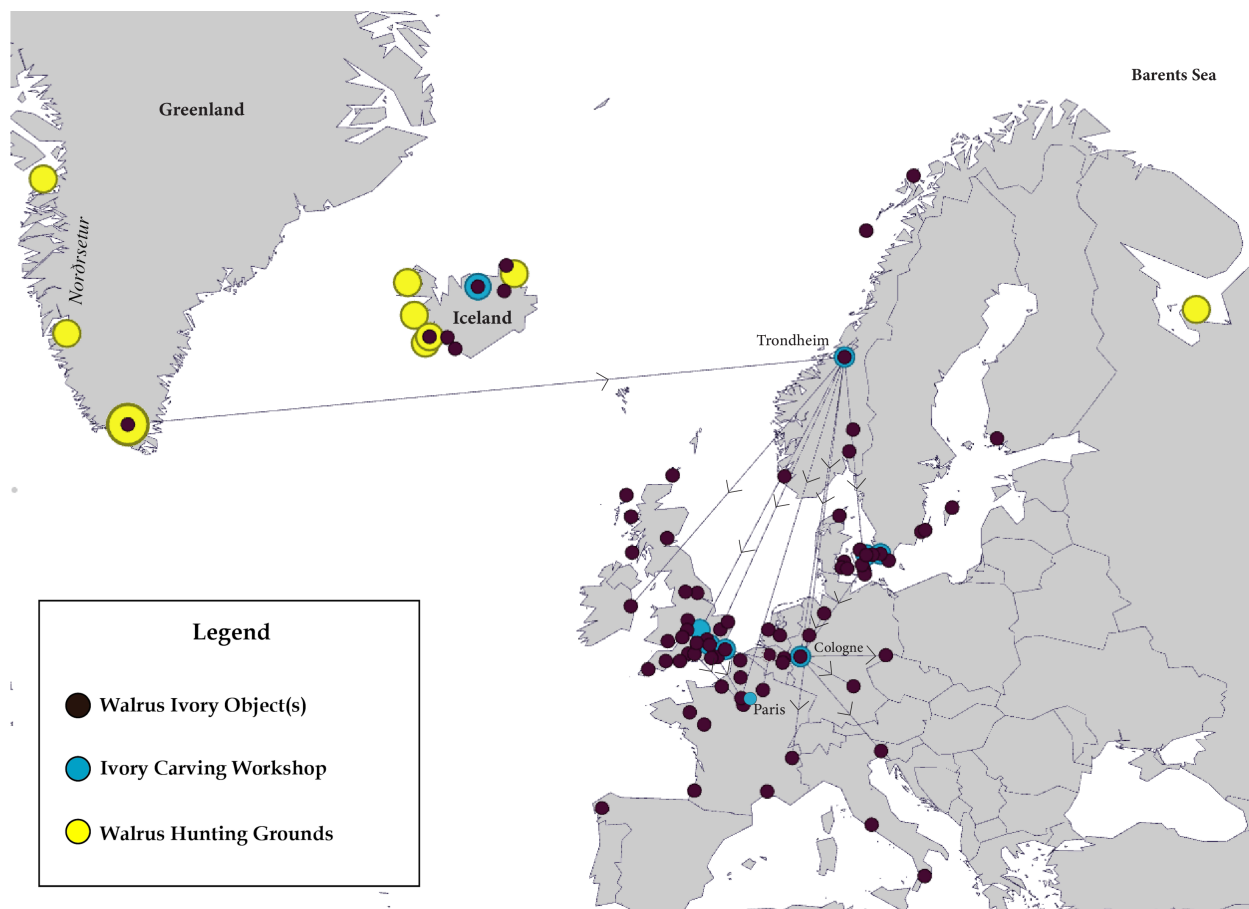 Barents Sea
Greenland
Norðrsetur
Iceland
Trondheim
Cologne
Paris
Legend
Walrus Ivory Object(s)
Ivory Carving Workshop
Walrus Hunting Grounds